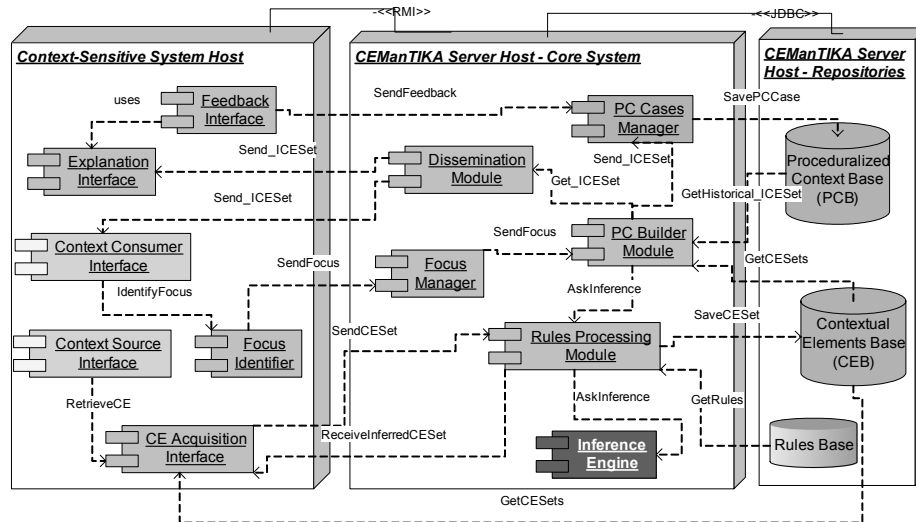 -<<RMI>>
-<<JDBC>>
Context-Sensitive System Host
CEManTIKA Server Host - Core System
CEManTIKA Server
Host - Repositories
Feedback
Interface
uses
SendFeedback
PC Cases
Manager
SavePCCase
Send_ICESet
Explanation
Interface
Dissemination
Module
Send_ICESet
Get_ICESet
Proceduralized
Context Base
(PCB)
Send_ICESet
GetHistorical_ICESet
Context Consumer
Interface
SendFocus
PC Builder
Module
SendFocus
Focus
Manager
GetCESets
IdentifyFocus
AskInference
SendCESet
SaveCESet
Context Source
Interface
Focus
Identifier
Rules Processing
Module
Contextual
Elements Base
(CEB)
RetrieveCE
AskInference
GetRules
CE Acquisition
Interface
ReceiveInferredCESet
Inference
Engine
Rules Base
GetCESets